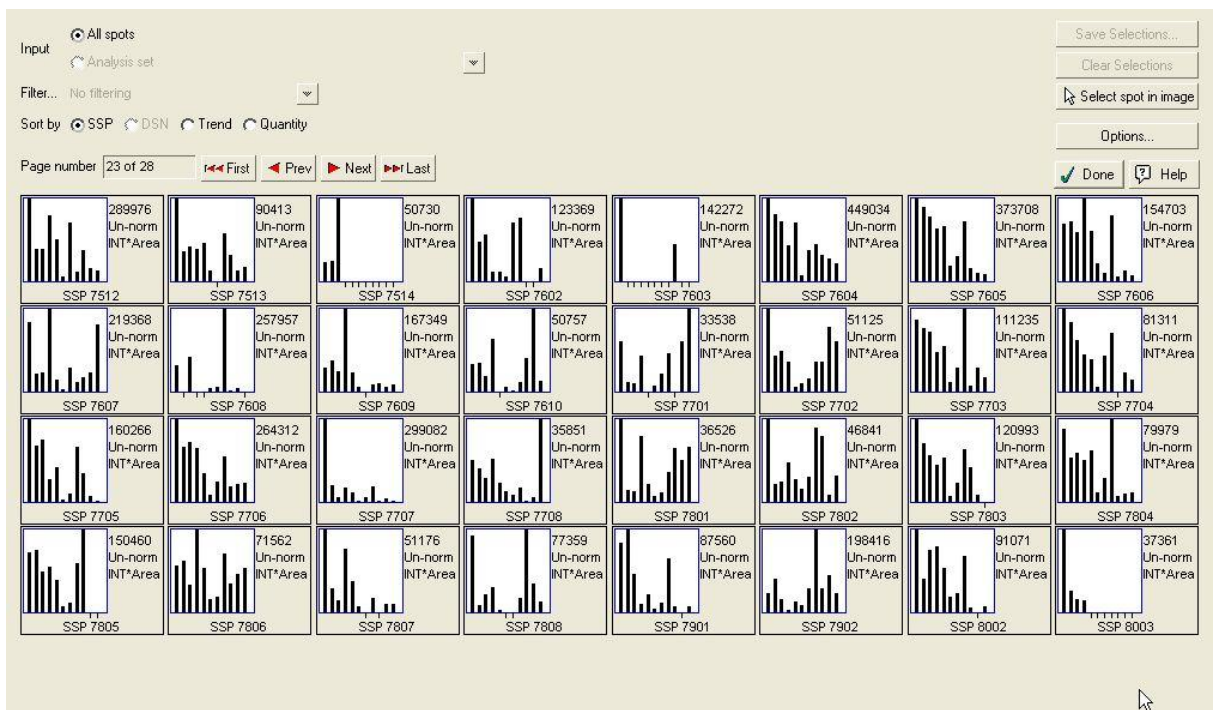 Input
All spots
Analysis set
Filter... No filtering
Sort by SSP DSN Trend Quantity
Page number 23 of 28 First Prev Next Last
Save Selections...
Clear Selections
Select spot in image
Options...
Done Help
289976 90413 50730 123369 142272 449034 373708 154703
Un-norm Un-norm Un-norm Un-norm Un-norm Un-norm Un-norm Un-norm
INT*Area INT*Area INT*Area INT*Area INT*Area INT*Area INT*Area INT*Area
SSP 7512 SSP 7513 SSP 7514 SSP 7602 SSP 7603 SSP 7604 SSP 7605 SSP 7606
219368 257957 167349 50757 33538 51125 111235 81311
Un-norm Un-norm Un-norm Un-norm Un-norm Un-norm Un-norm Un-norm
INT*Area INT*Area INT*Area INT*Area INT*Area INT*Area INT*Area INT*Area
SSP 7607 SSP 7608 SSP 7609 SSP 7610 SSP 7701 SSP 7702 SSP 7703 SSP 7704
160266 264312 299082 35851 36526 46841 120993 79979
Un-norm Un-norm Un-norm Un-norm Un-norm Un-norm Un-norm Un-norm
INT*Area INT*Area INT*Area INT*Area INT*Area INT*Area INT*Area INT*Area
SSP 7705 SSP 7706 SSP 7707 SSP 7708 SSP 7801 SSP 7802 SSP 7803 SSP 7804
150460 71562 51176 77359 87560 198416 91071 37361
Un-norm Un-norm Un-norm Un-norm Un-norm Un-norm Un-norm Un-norm
INT*Area INT*Area INT*Area INT*Area INT*Area INT*Area INT*Area INT*Area
SSP 7805 SSP 7806 SSP 7807 SSP 7808 SSP 7901 SSP 7902 SSP 8002 SSP 8003